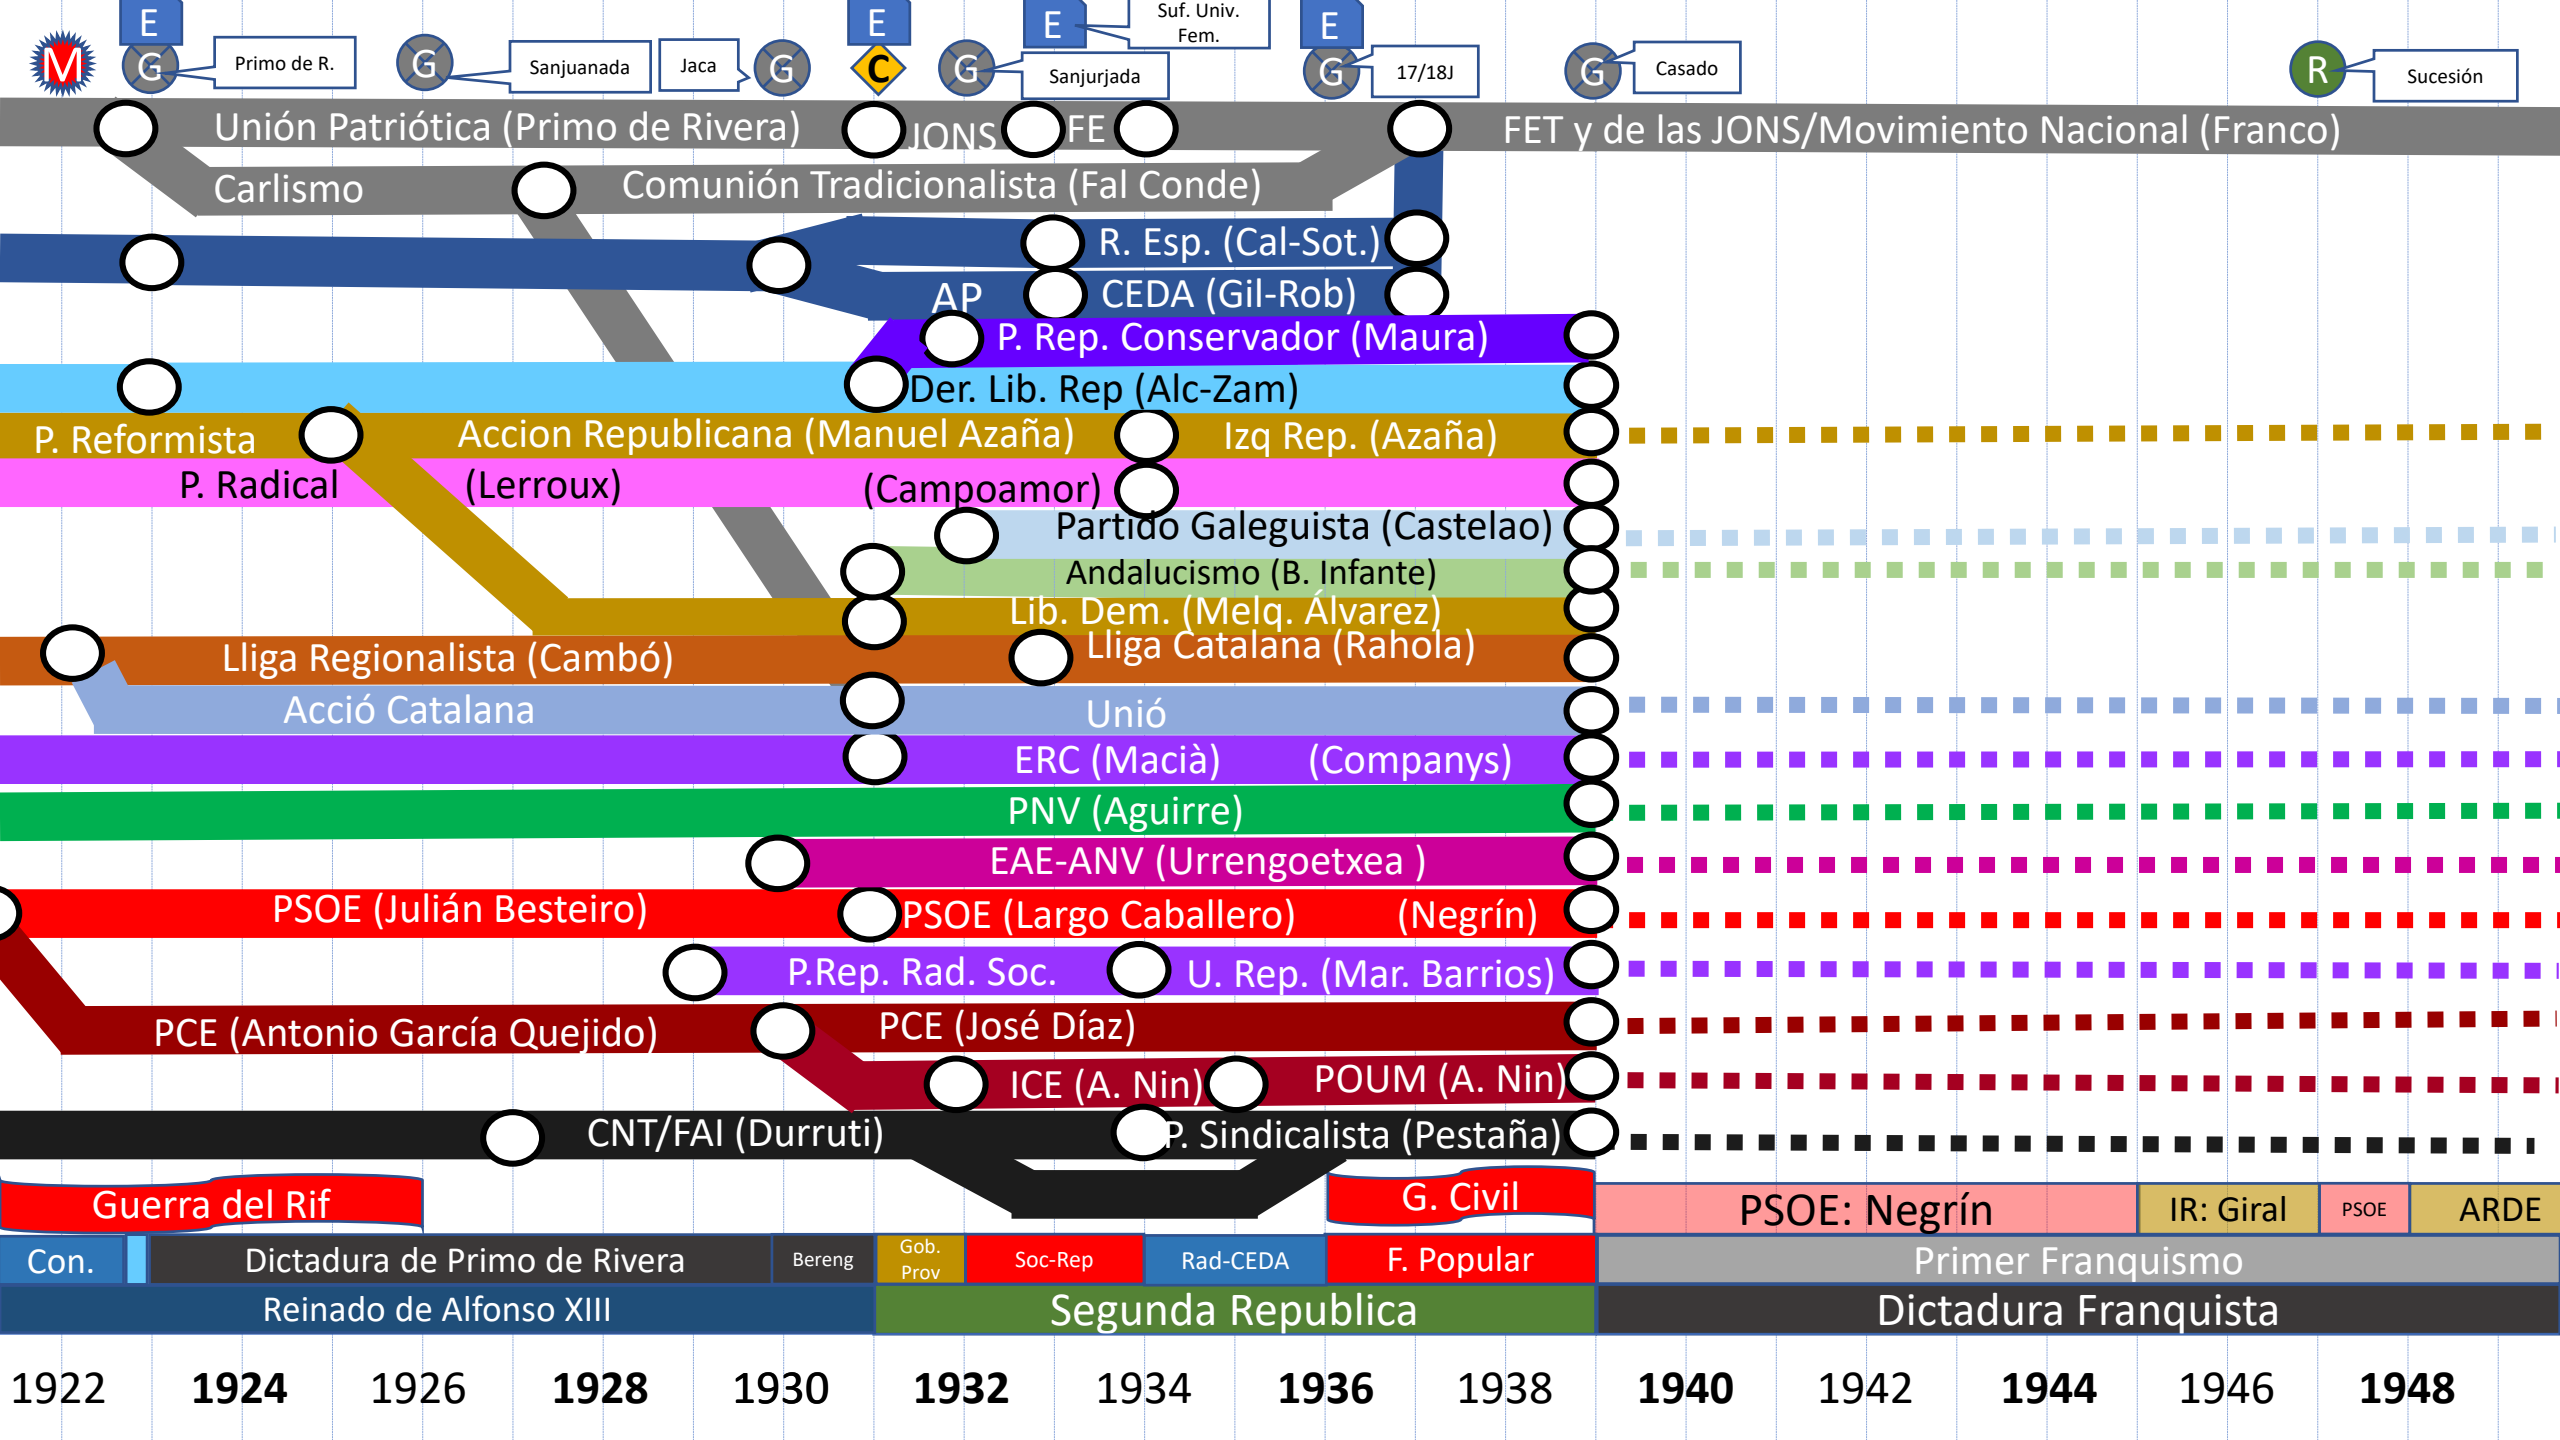 E
E
E
Suf. Univ.
Fem.
E
M
G
Primo de R.
G
Sanjuanada
Jaca
G
C
G
Sanjurjada
G
17/18J
G
Casado
R
Sucesión
Unión Patriótica (Primo de Rivera)
JONS
FE
FET y de las JONS/Movimiento Nacional (Franco)
Carlismo
Comunión Tradicionalista (Fal Conde)
R. Esp. (Cal-Sot.)
AP
CEDA (Gil-Rob)
P. Rep. Conservador (Maura)
Der. Lib. Rep (Alc-Zam)
P. Reformista
Accion Republicana (Manuel Azaña)
Izq Rep. (Azaña)
P. Radical
(Lerroux)
(Campoamor)
Partido Galeguista (Castelao)
Andalucismo (B. Infante)
Lib. Dem. (Melq. Álvarez)
Lliga Regionalista (Cambó)
Lliga Catalana (Rahola)
Acció Catalana
Unió
ERC (Macià)
(Companys)
PNV (Aguirre)
EAE-ANV (Urrengoetxea )
PSOE (Julián Besteiro)
PSOE (Largo Caballero)
(Negrín)
P.Rep. Rad. Soc.
U. Rep. (Mar. Barrios)
PCE (Antonio García Quejido)
PCE (José Díaz)
ICE (A. Nin)
POUM (A. Nin)
CNT/FAI (Durruti)
P. Sindicalista (Pestaña)
Guerra del Rif
G. Civil
PSOE: Negrín
IR: Giral
PSOE
ARDE
Con.
Dictadura de Primo de Rivera
Bereng
Gob.
Prov
Soc-Rep
Rad-CEDA
F. Popular
Primer Franquismo
Reinado de Alfonso XIII
Segunda Republica
Dictadura Franquista
1922
1924
1926
1928
1930
1932
1934
1936
1938
1940
1942
1944
1946
1948